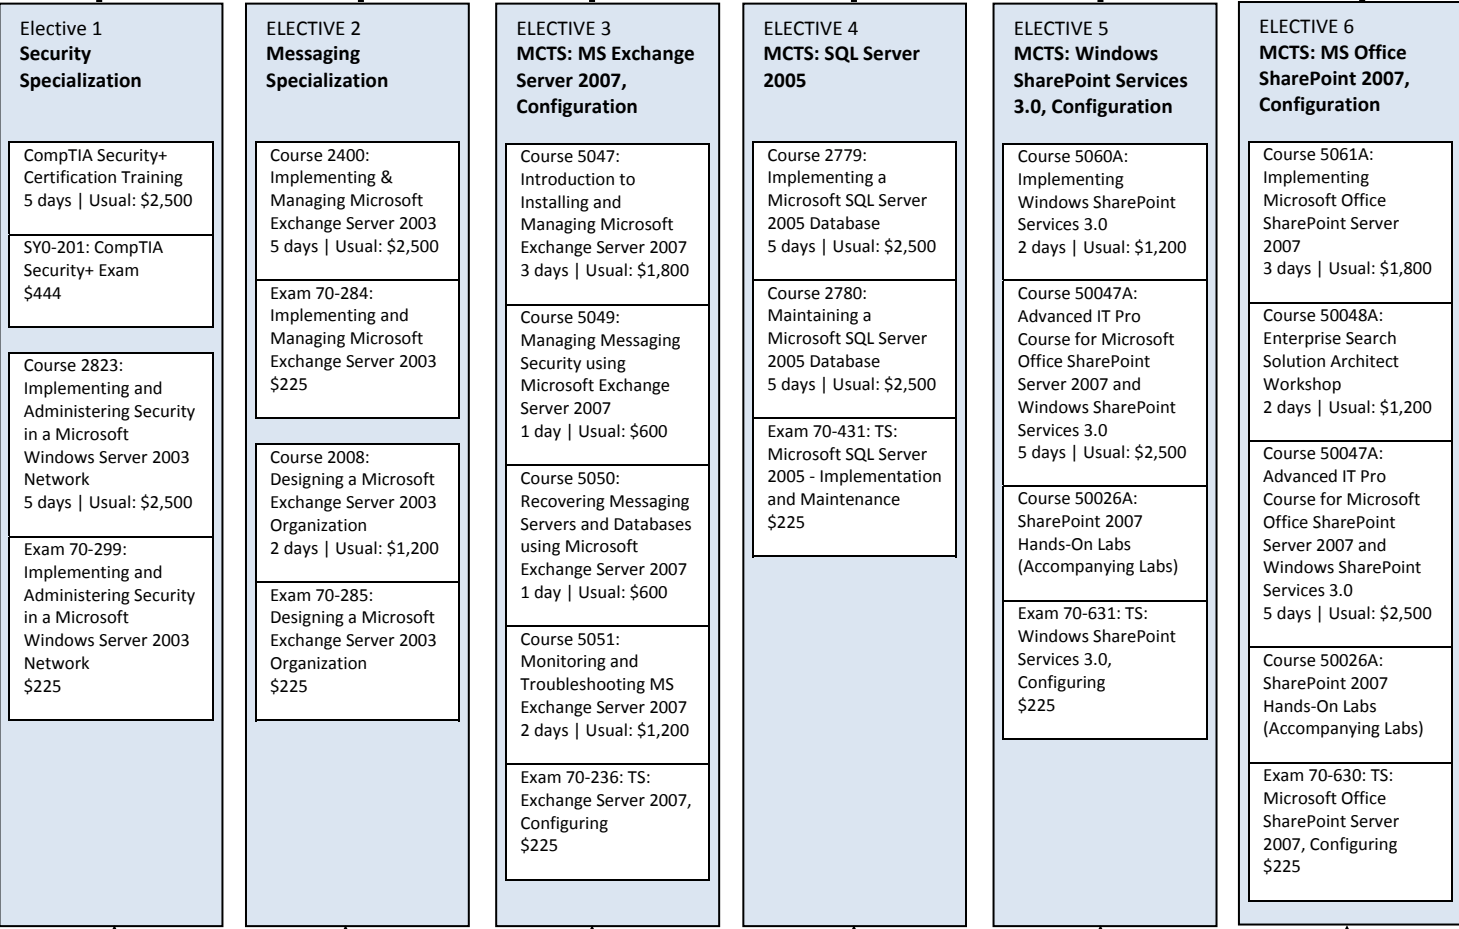 Elective 1
Security
Specialization
CompTIA Security+
Certification Training
5 days | Usual: $2,500
SY0-201: CompTIA
Security+ Exam
$444
Course 2823:
Implementing and
Administering Security
in a Microsoft
Windows Server 2003
Network
5 days | Usual: $2,500
Exam 70-299:
Implementing and
Administering Security
in a Microsoft
Windows Server 2003
Network
$225
ELECTIVE 2
Messaging
Specialization
Course 2400:
Implementing &
Managing Microsoft
Exchange Server 2003
5 days | Usual: $2,500
Exam 70-284:
Implementing and
Managing Microsoft
Exchange Server 2003
$225
Course 2008:
Designing a Microsoft
Exchange Server 2003
Organization
2 days | Usual: $1,200
Exam 70-285:
Designing a Microsoft
Exchange Server 2003
Organization
$225
ELECTIVE 3
MCTS: MS Exchange
Server 2007,
Configuration
Course 5047:
Introduction to
Installing and
Managing Microsoft
Exchange Server 2007
3 days | Usual: $1,800
Course 5049:
Managing Messaging
Security using
Microsoft Exchange
Server 2007
1 day | Usual: $600
Course 5050:
Recovering Messaging
Servers and Databases
using Microsoft
Exchange Server 2007
1 day | Usual: $600
Course 5051:
Monitoring and
Troubleshooting MS
Exchange Server 2007
2 days | Usual: $1,200
Exam 70-236: TS:
Exchange Server 2007,
Configuring
$225
ELECTIVE 4
MCTS: SQL Server
2005
Course 2779:
Implementing a
Microsoft SQL Server
2005 Database
5 days | Usual: $2,500
Course 2780:
Maintaining a
Microsoft SQL Server
2005 Database
5 days | Usual: $2,500
Exam 70-431: TS:
Microsoft SQL Server
2005 - Implementation
and Maintenance
$225
ELECTIVE 5
MCTS: Windows
SharePoint Services
3.0, Configuration
Course 5060A:
Implementing
Windows SharePoint
Services 3.0
2 days | Usual: $1,200
Course 50047A:
Advanced IT Pro
Course for Microsoft
Office SharePoint
Server 2007 and
Windows SharePoint
Services 3.0
5 days | Usual: $2,500
Course 50026A:
SharePoint 2007
Hands-On Labs
(Accompanying Labs)
Exam 70-631: TS:
Windows SharePoint
Services 3.0,
Configuring
$225
ELECTIVE 6
MCTS: MS Office
SharePoint 2007,
Configuration
Course 5061A:
Implementing
Microsoft Office
SharePoint Server
2007
3 days | Usual: $1,800
Course 50048A:
Enterprise Search
Solution Architect
Workshop
2 days | Usual: $1,200
Course 50047A:
Advanced IT Pro
Course for Microsoft
Office SharePoint
Server 2007 and
Windows SharePoint
Services 3.0
5 days | Usual: $2,500
Course 50026A:
SharePoint 2007
Hands-On Labs
(Accompanying Labs)
Exam 70-630: TS:
Microsoft Office
SharePoint Server
2007, Configuring
$225